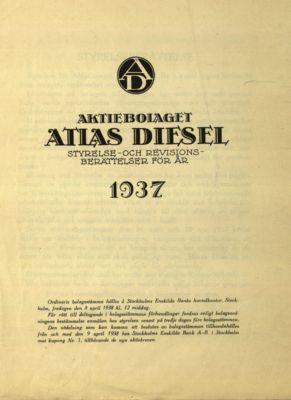 AD
AKTIEBOLAGET
ATLAS DIESEL
STYRELSE- OCH REVISIONS-
BERÄTTELSER FÖR ÅR
1937
Ordinarie bolagsstämma hålles å Stockholms Enskilda Banks huvudkontor, Stock-
holm, fredagen den 8 april 1938 kl. 12 middag.
För rätt till deltagande i bolagsstämmans förhandlingar fordras enligt bolagsord-
ningens bestämmelser anmälan hos styrelsen senast på tredje dagen före bolagsstämman.
Den utdelning som kan komma att beslutas av bolagsstämman tillhandahålles
från och med den 9 april 1938 hos Stockholms Enskilda Bank A.-B. i Stockholm
mot kupong Nr. 1, tillhörande de nya aktiebreven.